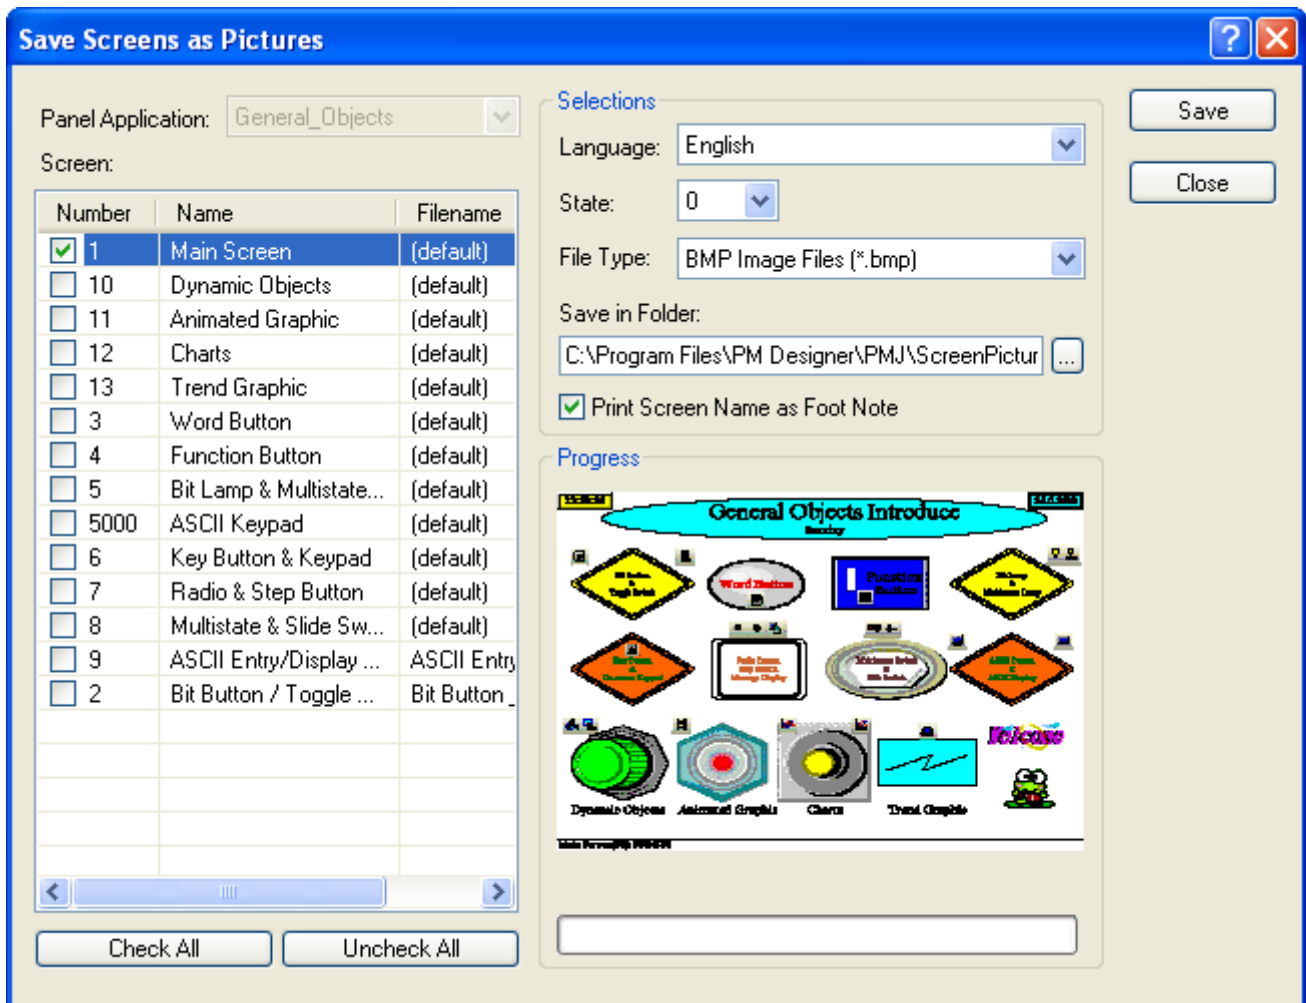 Save Screens as Pictures
Panel Application: General_Objects
Screen:
Number Name Filename
1 Main Screen (default)
10 Dynamic Objects (default)
11 Animated Graphic (default)
12 Charts (default)
13 Trend Graphic (default)
3 Word Button (default)
4 Function Button (default)
5 Bit Lamp & Multistate... (default)
5000 ASCII Keypad (default)
6 Key Button & Keypad (default)
7 Radio & Step Button (default)
8 Multistate & Slide Sw... (default)
9 ASCII Entry/Display ... ASCII Entry
2 Bit Button / Toggle ... Bit Button _
Check All Uncheck All
Selections
Language: English
State: 0
File Type: BMP Image Files (*.bmp)
Save in Folder:
C:\Program Files\PM Designer\PMJ\ScreenPictur ...
Print Screen Name as Foot Note
Progress
General Objects Introduce
Word Button
Function
Button
Welcome
Dynamic Objects Animated Graphic Charts Trend Graphic
Save
Close